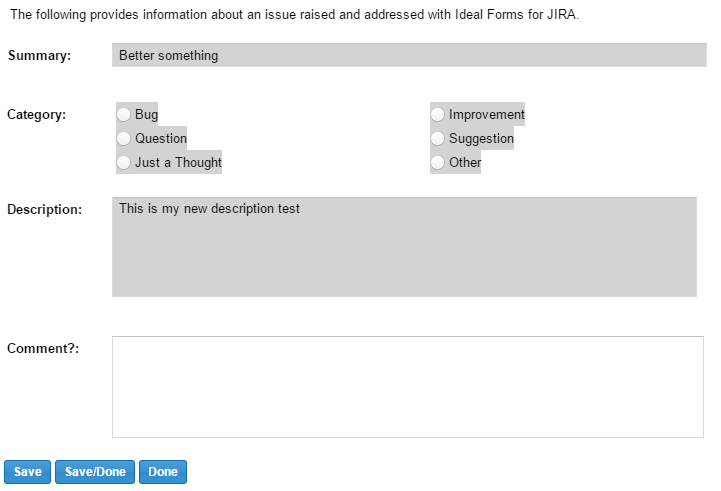 The following provides information about an issue raised and addressed with Ideal Forms for JIRA.
Summary: Better something
Category: Bug Improvement
Question Suggestion
Just a Thought Other
Description: This is my new description test
Comment?:
Save Save/Done Done